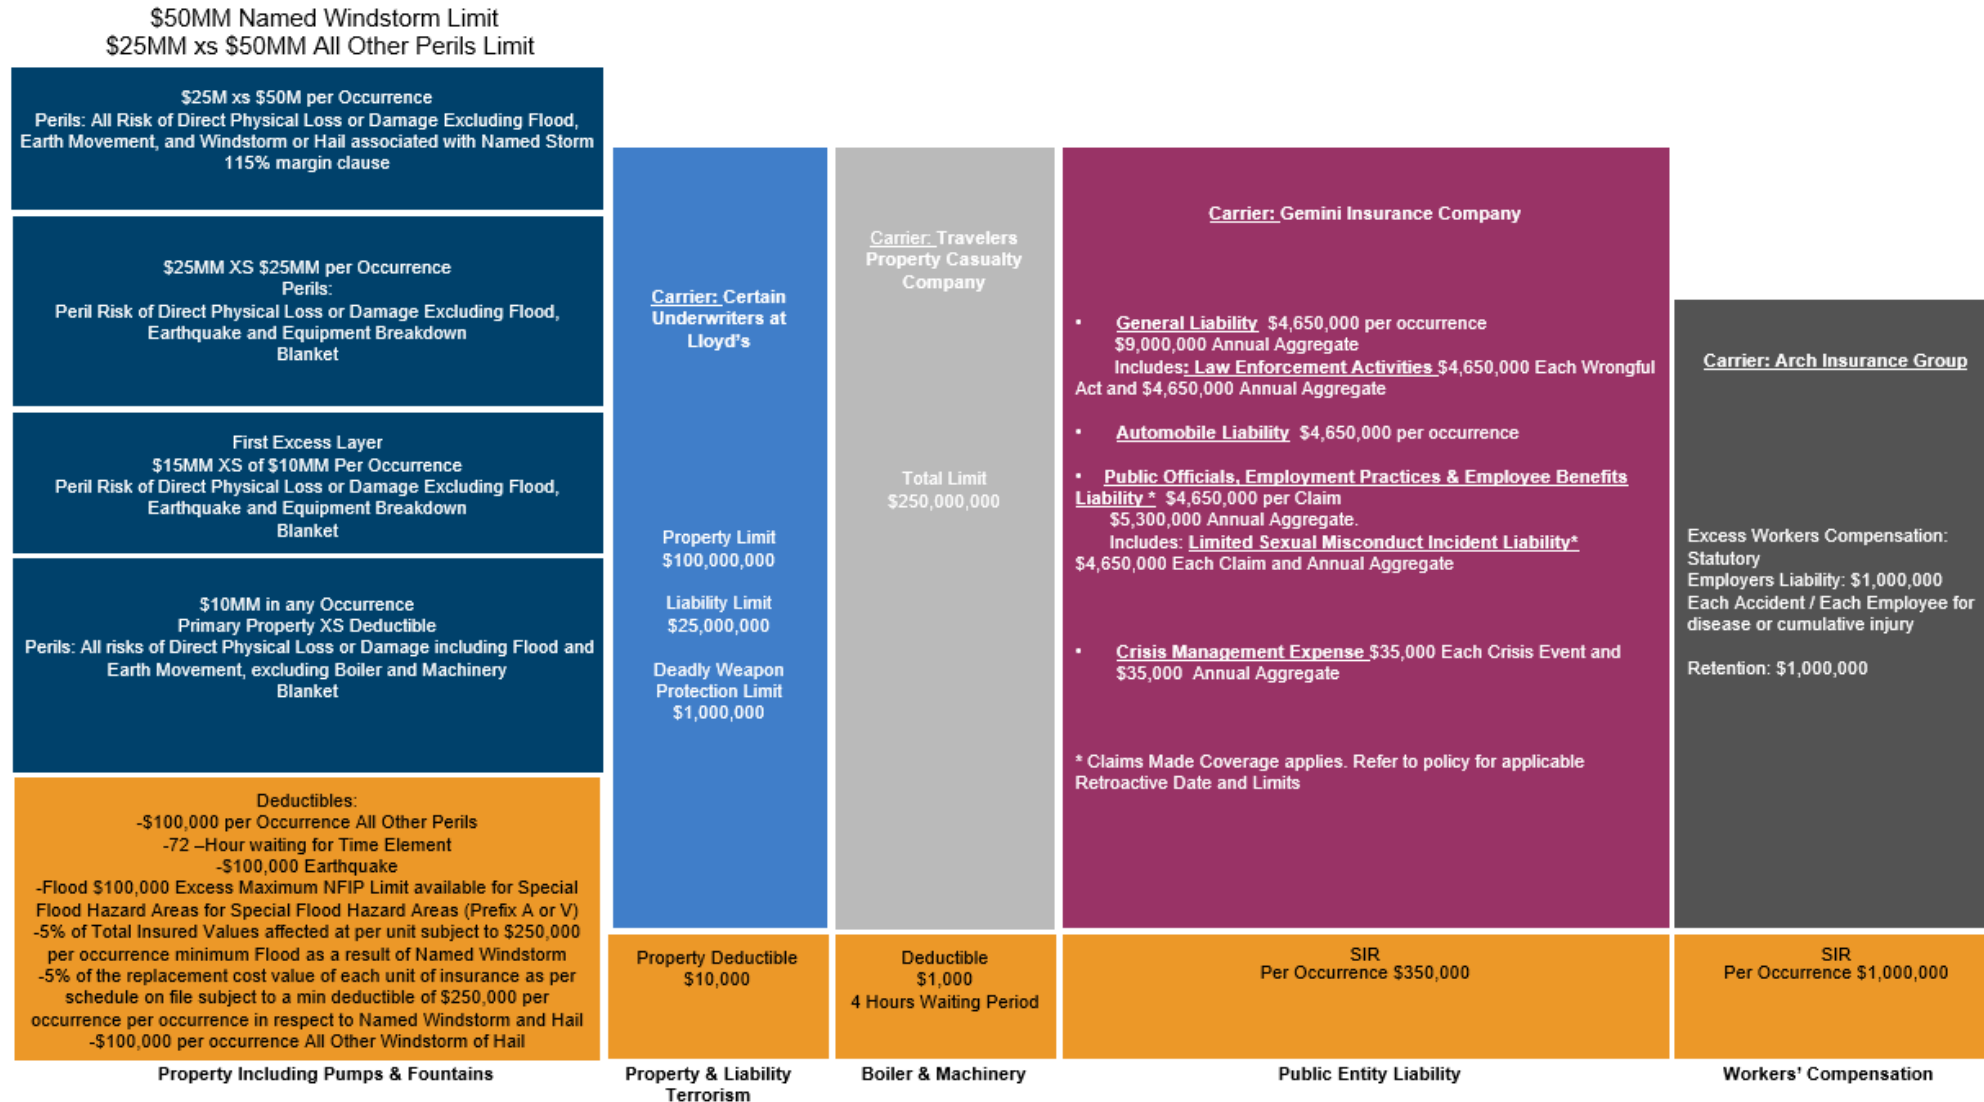 $50MM Named Windstorm Limit
$25MM xs $50MM All Other Perils Limit
$25M xs $50M per Occurrence
Perils: All Risk of Direct Physical Loss or Damage Excluding Flood,
Earth Movement, and Windstorm or Hail associated with Named Storm
115% margin clause
$25MM XS $25MM per Occurrence
Perils:
Peril Risk of Direct Physical Loss or Damage Excluding Flood,
Earthquake and Equipment Breakdown
Blanket
First Excess Layer
$15MM XS of $10MM Per Occurrence
Peril Risk of Direct Physical Loss or Damage Excluding Flood,
Earthquake and Equipment Breakdown
Blanket
$10MM in any Occurrence
Primary Property XS Deductible
Perils: All risks of Direct Physical Loss or Damage including Flood and
Earth Movement, excluding Boiler and Machinery
Blanket
Deductibles:
-$100,000 per Occurrence All Other Perils
-72 –Hour waiting for Time Element
-$100,000 Earthquake
-Flood $100,000 Excess Maximum NFIP Limit available for Special
Flood Hazard Areas for Special Flood Hazard Areas (Prefix A or V)
-5% of Total Insured Values affected at per unit subject to $250,000
per occurrence minimum Flood as a result of Named Windstorm
-5% of the replacement cost value of each unit of insurance as per
schedule on file subject to a min deductible of $250,000 per
occurrence per occurrence in respect to Named Windstorm and Hail
-$100,000 per occurrence All Other Windstorm of Hail
Property Including Pumps & Fountains
Carrier: Certain
Underwriters at
Lloyd's
Property Limit
$100,000,000
Liability Limit
$25,000,000
Deadly Weapon
Protection Limit
$1,000,000
Property Deductible
$10,000
Property & Liability
Terrorism
Carrier: Travelers
Property Casualty
Company
Total Limit
$250,000,000
Deductible
$1,000
4 Hours Waiting Period
Boiler & Machinery
Carrier: Gemini Insurance Company
• General Liability $4,650,000 per occurrence
$9,000,000 Annual Aggregate
Includes: Law Enforcement Activities $4,650,000 Each Wrongful
Act and $4,650,000 Annual Aggregate
• Automobile Liability $4,650,000 per occurrence
• Public Officials, Employment Practices & Employee Benefits
Liability * $4,650,000 per Claim
$5,300,000 Annual Aggregate.
Includes: Limited Sexual Misconduct Incident Liability*
$4,650,000 Each Claim and Annual Aggregate
• Crisis Management Expense $35,000 Each Crisis Event and
$35,000 Annual Aggregate
* Claims Made Coverage applies. Refer to policy for applicable
Retroactive Date and Limits
SIR
Per Occurrence $350,000
Public Entity Liability
Carrier: Arch Insurance Group
Excess Workers Compensation:
Statutory
Employers Liability: $1,000,000
Each Accident / Each Employee for
disease or cumulative injury
Retention: $1,000,000
SIR
Per Occurrence $1,000,000
Workers' Compensation